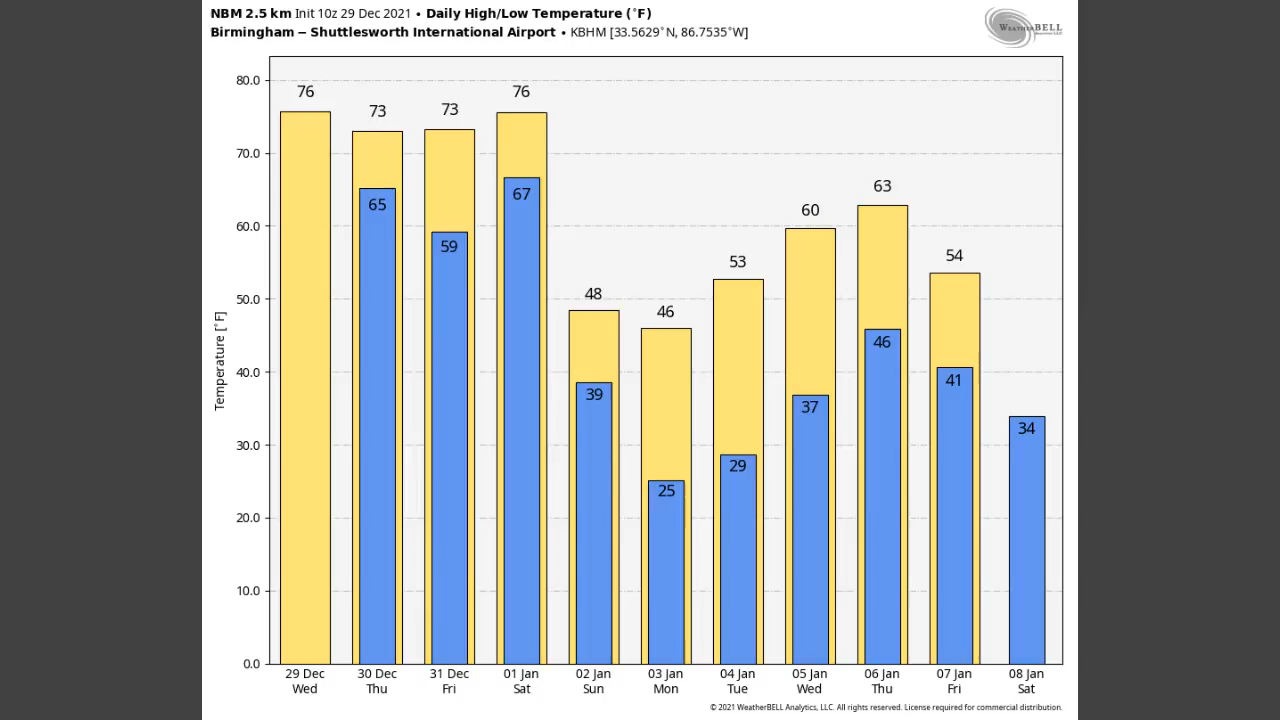 NBM 2.5 km Init 10z 29 Dec 2021 • Daily High/Low Temperature (°F)
Birmingham – Shuttlesworth International Airport • KBHM [33.5629°N, 86.7535°W]
WEATHERBELL
80.0
70.0
60.0
50.0
40.0
30.0
20.0
10.0
0.0
Temperature [°F]
76
73
73
76
48
46
53
60
63
54
65
59
67
39
25
29
37
46
41
34
29 Dec
Wed
30 Dec
Thu
31 Dec
Fri
01 Jan
Sat
02 Jan
Sun
03 Jan
Mon
04 Jan
Tue
05 Jan
Wed
06 Jan
Thu
07 Jan
Fri
08 Jan
Sat
© 2021 WeatherBELL Analytics, LLC. All rights reserved. License required for commercial distribution.